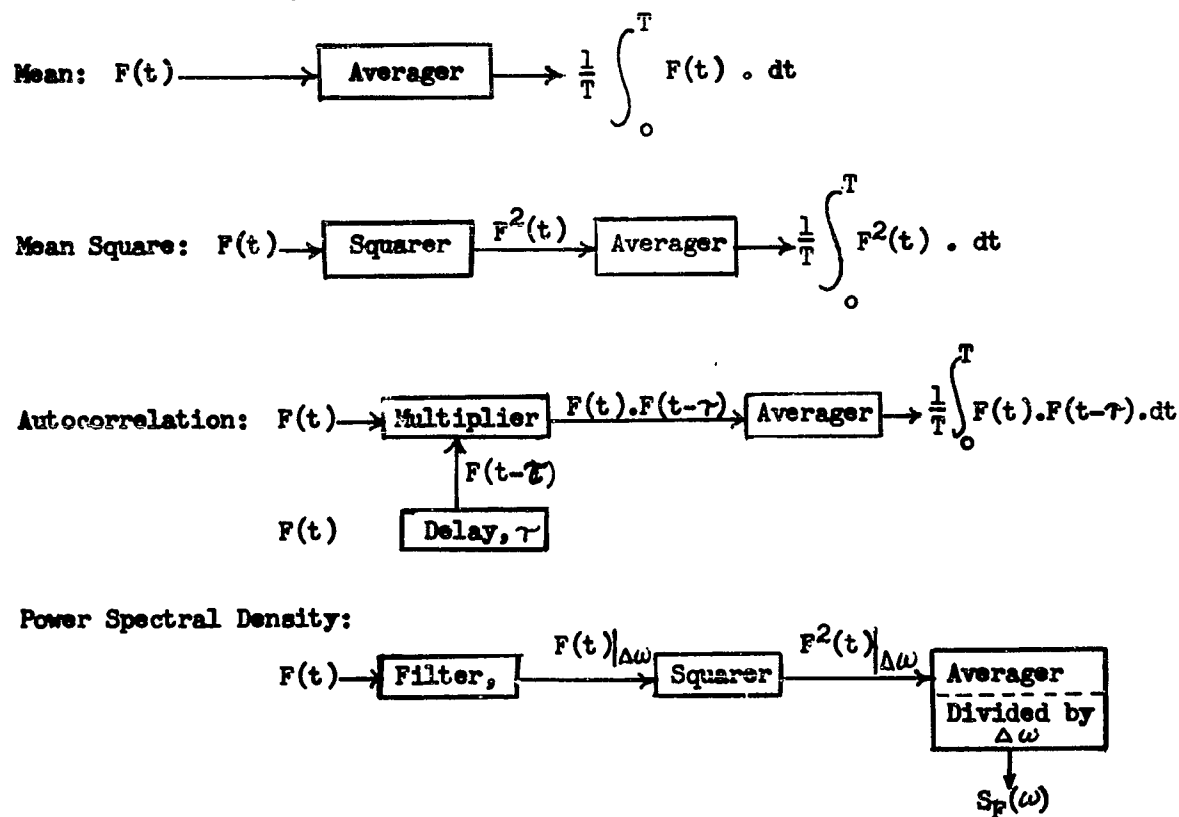 Mean: F(t) Averager 1/T ∫₀ᵀ F(t) . dt
Mean Square: F(t) Squarer F²(t) Averager 1/T ∫₀ᵀ F²(t) . dt
Autocorrelation: F(t) Multiplier F(t).F(t-τ) Averager 1/T ∫₀ᵀ F(t).F(t-τ).dt
F(t-τ)
F(t) Delay, τ
Power Spectral Density:
F(t) Filter, F(t)|Δω Squarer F²(t)|Δω Averager
Divided by
Δω
S_F(ω)